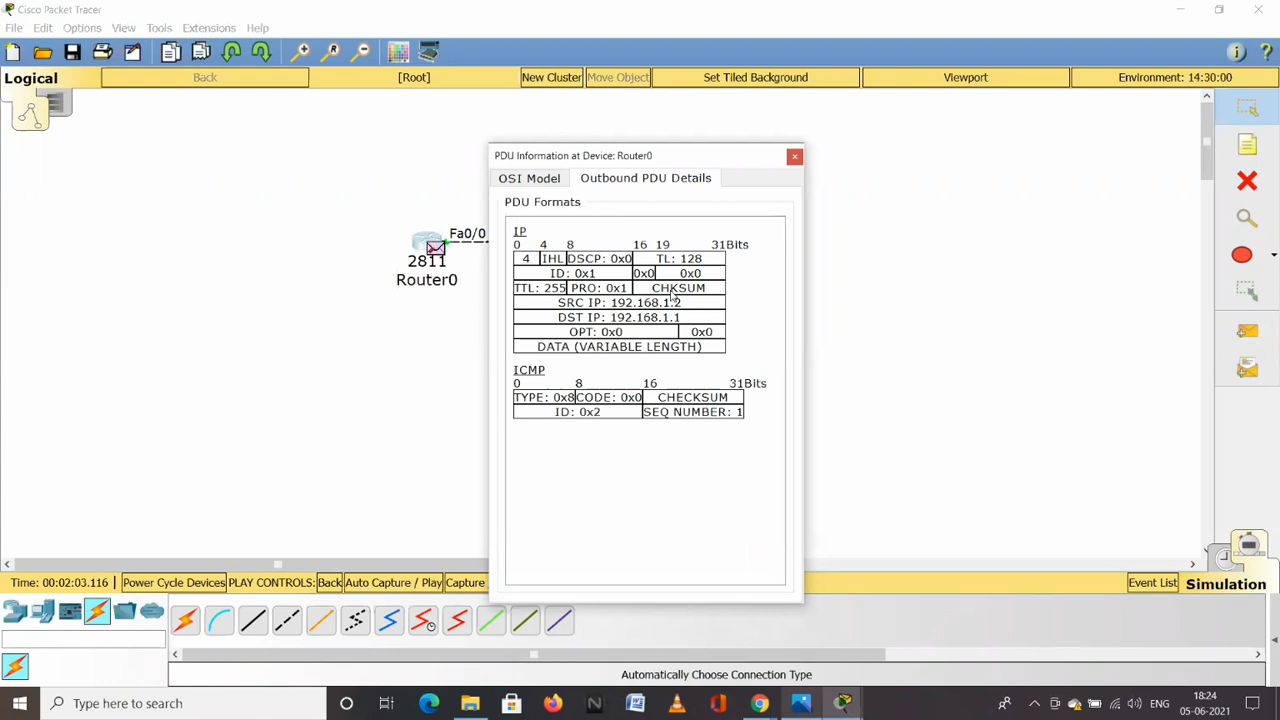 Cisco Packet Tracer
File Edit Options View Tools Extensions Help
Logical Back [Root] New Cluster Move Object Set Tiled Background Viewport Environment: 14:30:00
PDU Information at Device: Router0
OSI Model Outbound PDU Details
PDU Formats
IP
0 4 8 16 19 31Bits
4 IHL DSCP: 0x0 TL: 128
ID: 0x1 0x0 0x0
TTL: 255 PRO: 0x1 CHKSUM
SRC IP: 192.168.1.2
DST IP: 192.168.1.1
OPT: 0x0 0x0
DATA (VARIABLE LENGTH)
ICMP
0 8 16 31Bits
TYPE: 0x8 CODE: 0x0 CHECKSUM
ID: 0x2 SEQ NUMBER: 1
Fa0/0
2811
Router0
Time: 00:02:03.116 Power Cycle Devices PLAY CONTROLS: Back Auto Capture / Play Capture Event List Simulation
Automatically Choose Connection Type
Type here to search
ENG
18:24
05-06-2021